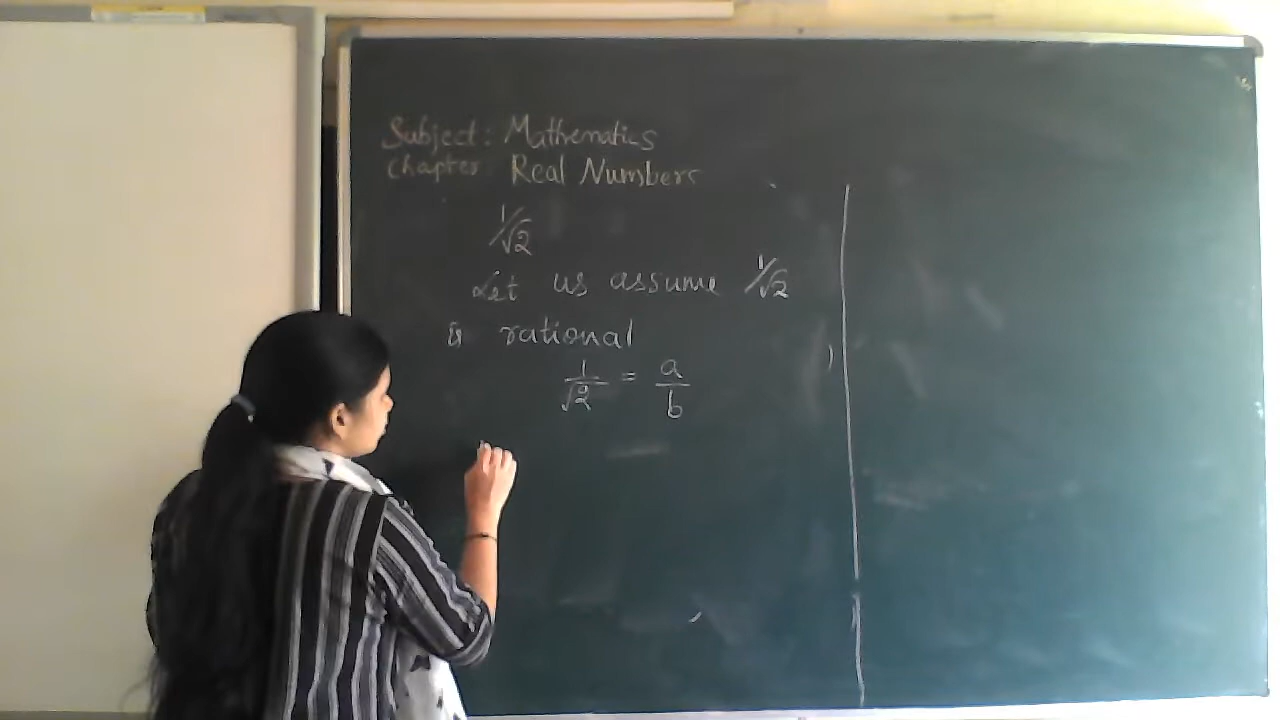 Subject: Mathematics
Chapter: Real Numbers
1/√2
Let us assume 1/√2
is rational
1/√2 = a/b